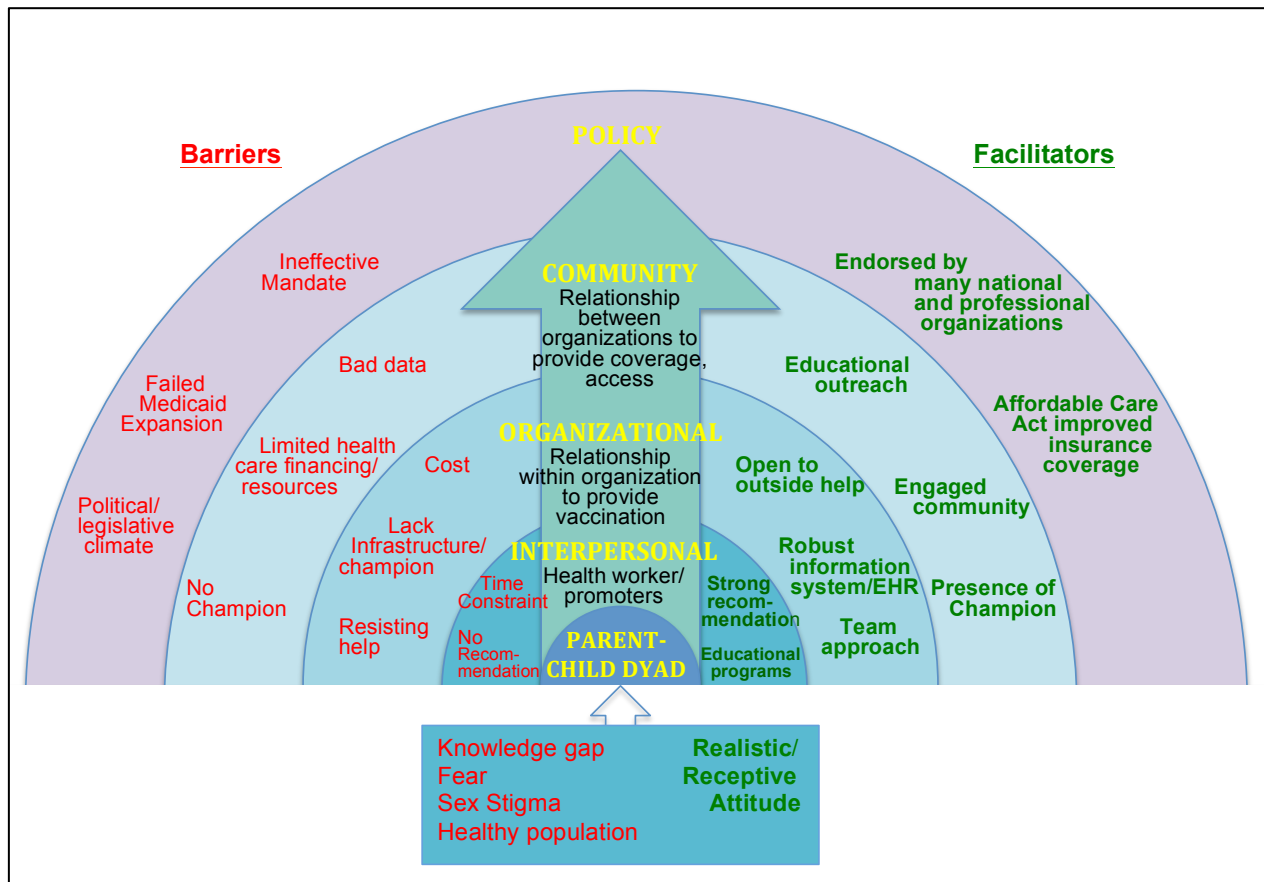 POLICY
Barriers
Facilitators
Ineffective
Mandate
Failed
Medicaid
Expansion
Political/
legislative
climate
Endorsed by
many national
and professional
organizations
Affordable Care
Act improved
insurance
coverage
COMMUNITY
Relationship
between
organizations to
provide coverage,
access
Bad data
Limited health
care financing/
resources
No
Champion
Educational
outreach
Engaged
community
Presence of
Champion
ORGANIZATIONAL
Relationship
within organization
to provide
vaccination
Cost
Lack
Infrastructure/
champion
Resisting
help
Open to
outside help
Robust
information
system/EHR
Team
approach
INTERPERSONAL
Health worker/
promoters
Time
Constraint
No
Recom-
mendation
Strong
recom-
mendation
Educational
programs
PARENT-
CHILD DYAD
Knowledge gap
Fear
Sex Stigma
Healthy population
Realistic/
Receptive
Attitude